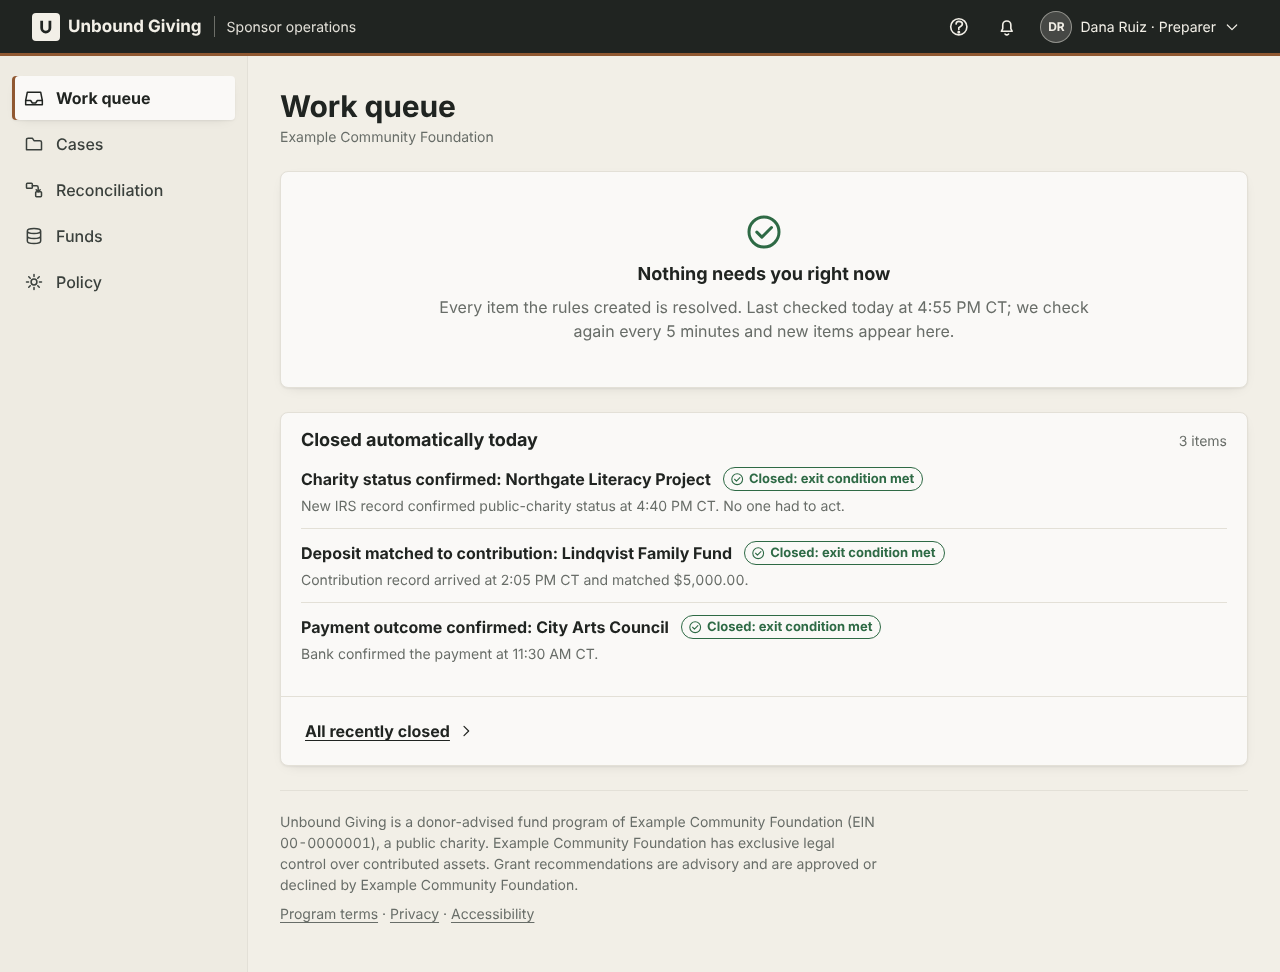 U Unbound Giving Sponsor operations DR Dana Ruiz · Preparer
Work queue
Cases
Reconciliation
Funds
Policy
Work queue
Example Community Foundation
Nothing needs you right now
Every item the rules created is resolved. Last checked today at 4:55 PM CT; we check
again every 5 minutes and new items appear here.
Closed automatically today 3 items
Charity status confirmed: Northgate Literacy Project Closed: exit condition met
New IRS record confirmed public-charity status at 4:40 PM CT. No one had to act.
Deposit matched to contribution: Lindqvist Family Fund Closed: exit condition met
Contribution record arrived at 2:05 PM CT and matched $5,000.00.
Payment outcome confirmed: City Arts Council Closed: exit condition met
Bank confirmed the payment at 11:30 AM CT.
All recently closed
Unbound Giving is a donor-advised fund program of Example Community Foundation (EIN
00-0000001), a public charity. Example Community Foundation has exclusive legal
control over contributed assets. Grant recommendations are advisory and are approved or
declined by Example Community Foundation.
Program terms · Privacy · Accessibility